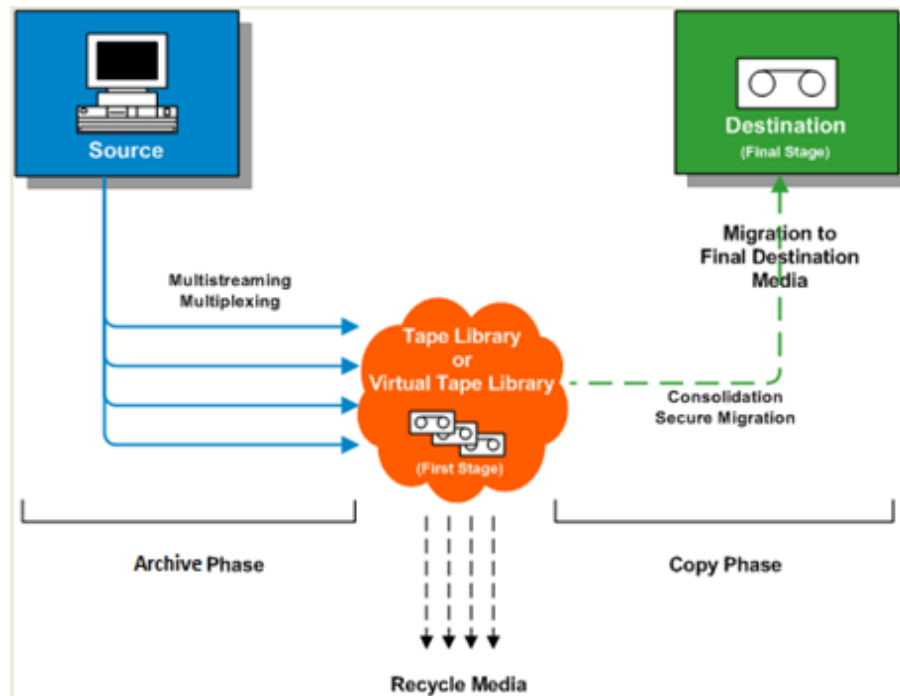 Source
Destination
(Final Stage)
Migration to
Final Destination
Media
Multistreaming
Multiplexing
Tape Library
or
Virtual Tape Library
(First Stage)
Consolidation
Secure Migration
Archive Phase
Copy Phase
Recycle Media